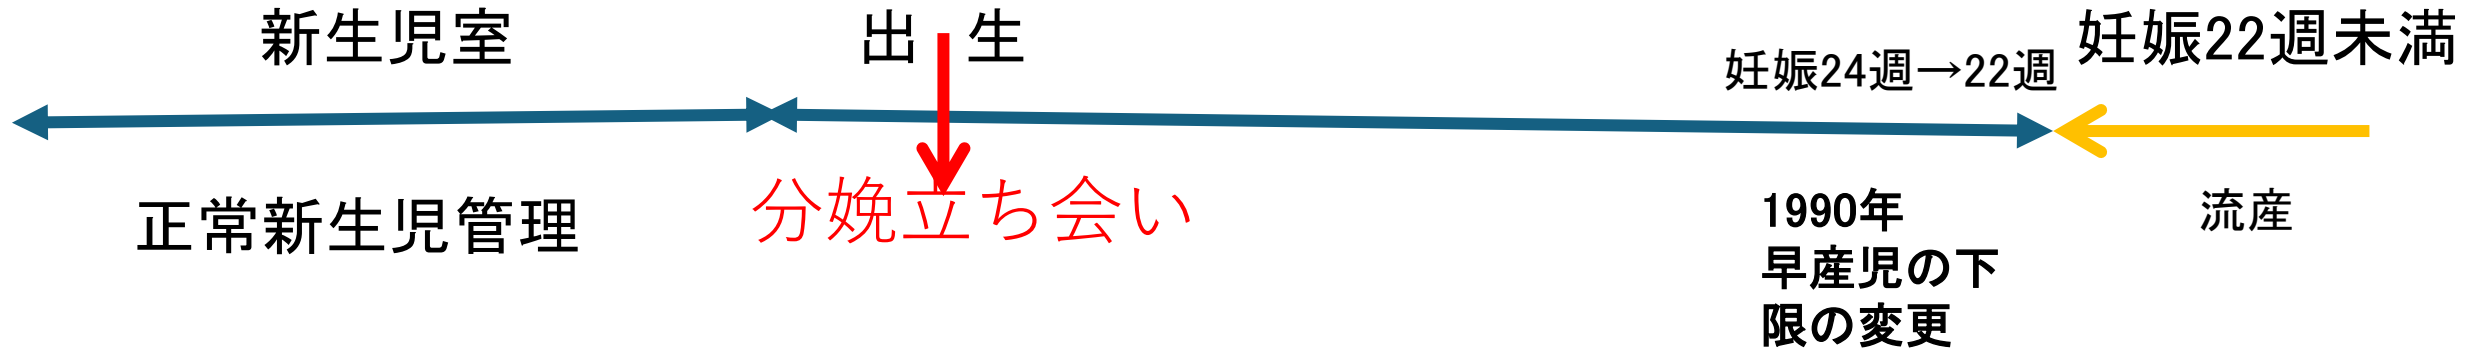 新生児室
出 生
妊娠24週→22週
妊娠22週未満
正常新生児管理
分娩立ち会い
1990年
早産児の下
限の変更
流産